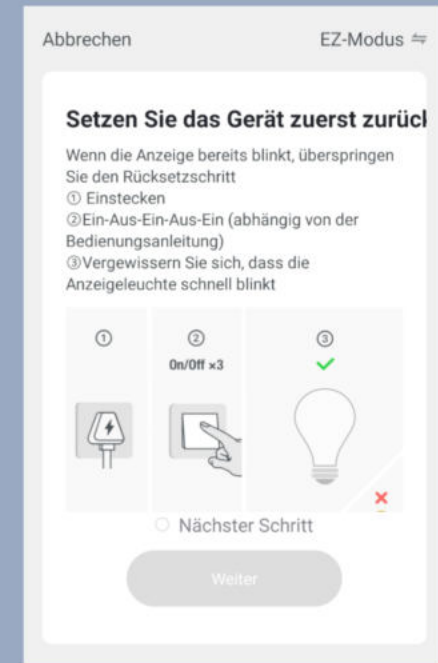 Abbrechen
EZ-Modus
Setzen Sie das Gerät zuerst zurück
Wenn die Anzeige bereits blinkt, überspringen
Sie den Rücksetzschritt
① Einstecken
②Ein-Aus-Ein-Aus-Ein (abhängig von der
Bedienungsanleitung)
③Vergewissern Sie sich, dass die
Anzeigeleuchte schnell blinkt
①
②
③
On/Off ×3
Nächster Schritt
Weiter